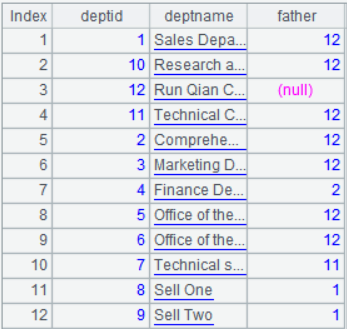 Index deptid deptname father
1 1 Sales Depa... 12
2 10 Research a... 12
3 12 Run Qian C... (null)
4 11 Technical C... 12
5 2 Comprehe... 12
6 3 Marketing D... 12
7 4 Finance De... 2
8 5 Office of the... 12
9 6 Office of the... 12
10 7 Technical s... 11
11 8 Sell One 1
12 9 Sell Two 1